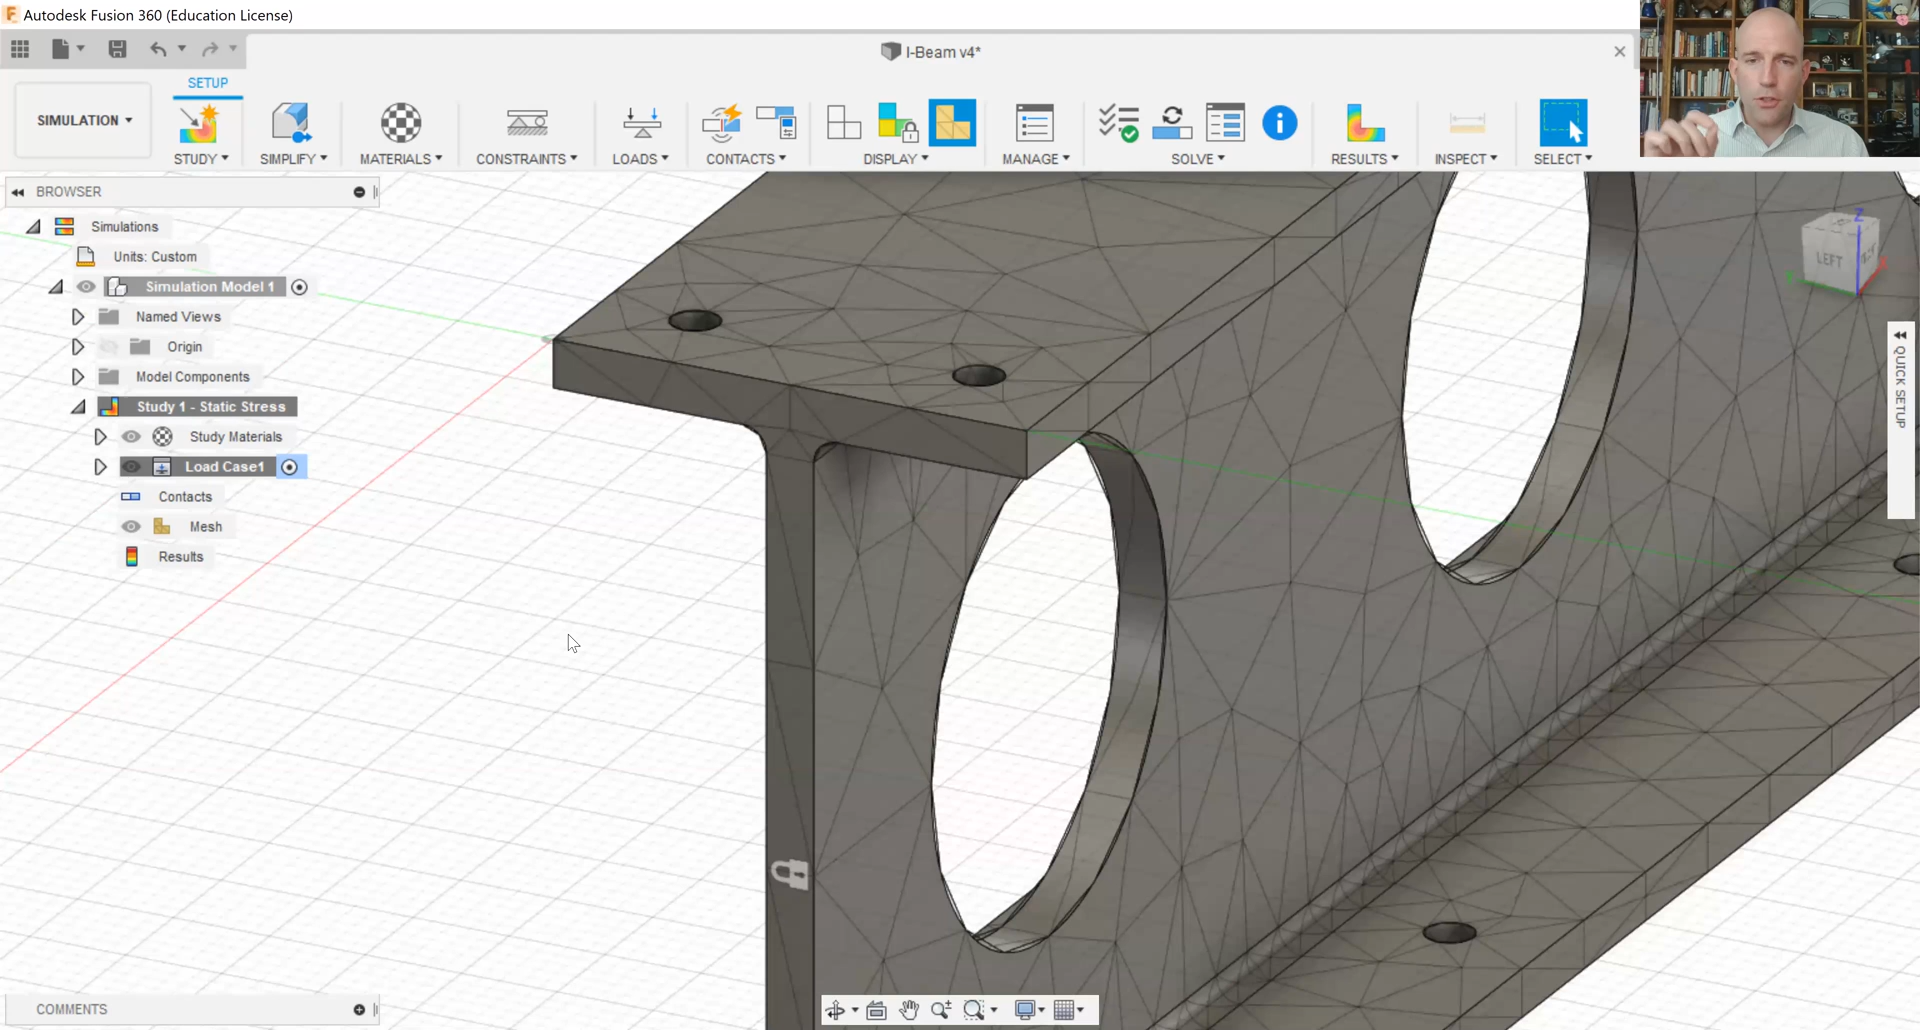 Autodesk Fusion 360 (Education License)
I-Beam v4*
SETUP
SIMULATION
STUDY
SIMPLIFY
MATERIALS
CONSTRAINTS
LOADS
CONTACTS
DISPLAY
MANAGE
SOLVE
RESULTS
INSPECT
SELECT
BROWSER
Simulations
Units: Custom
Simulation Model 1
Named Views
Origin
Model Components
Study 1 - Static Stress
Study Materials
Load Case1
Contacts
Mesh
Results
Z
LEFT
QUICK SETUP
COMMENTS